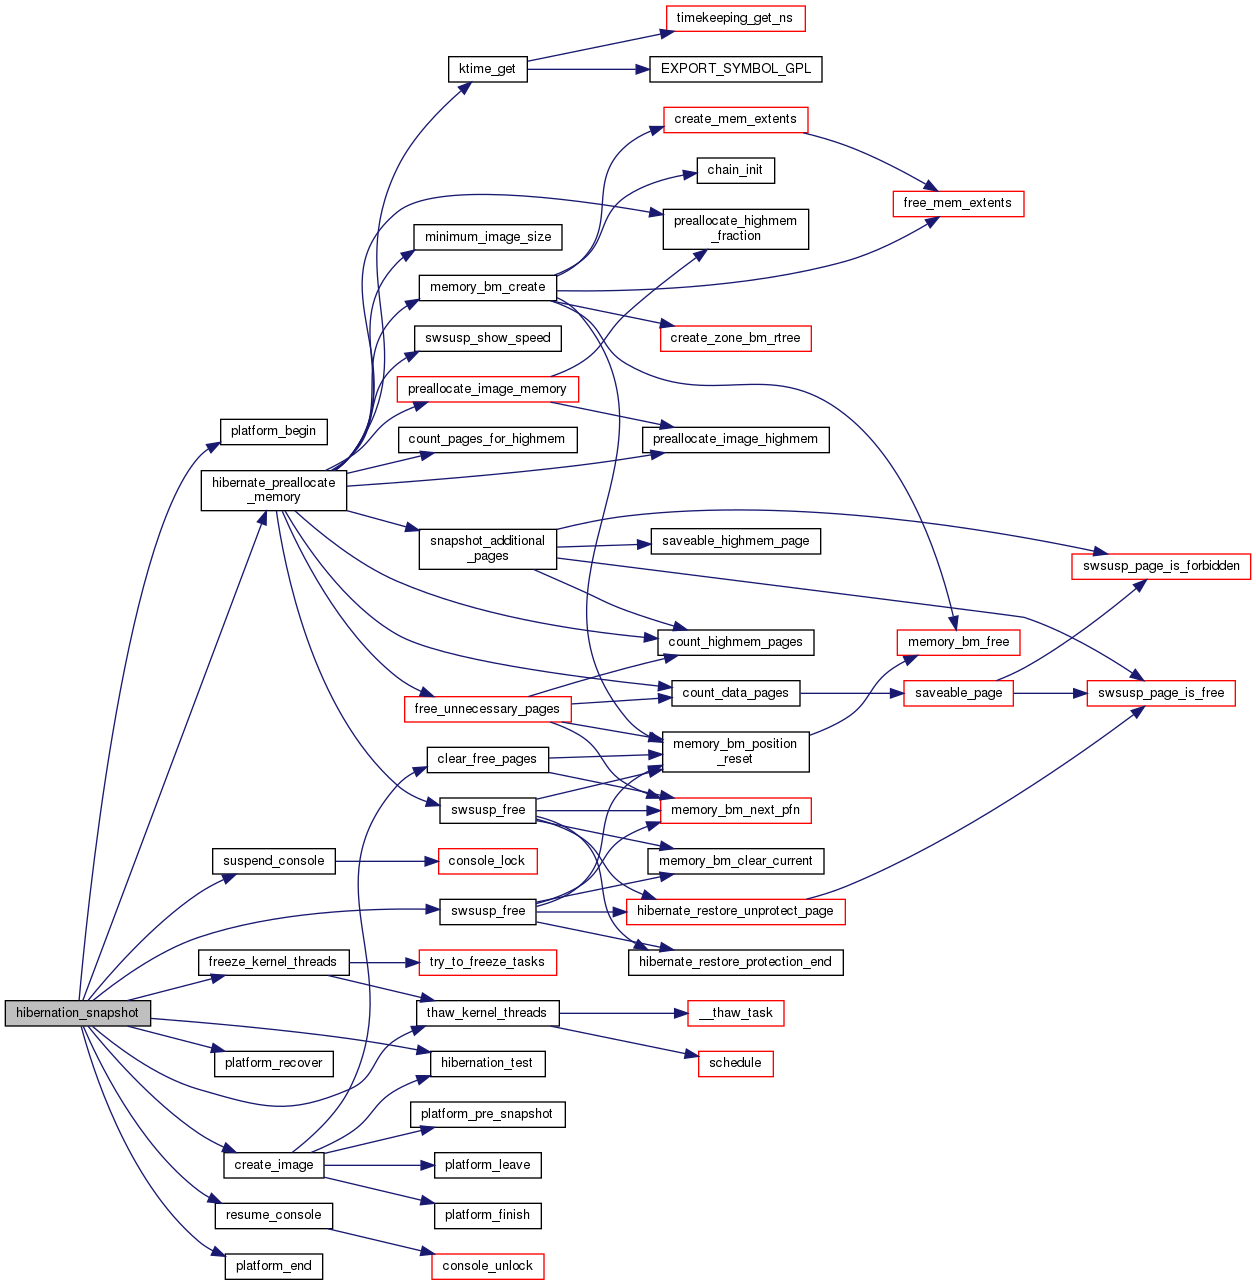 timekeeping_get_ns
ktime_get
EXPORT_SYMBOL_GPL
create_mem_extents
chain_init
free_mem_extents
preallocate_highmem
_fraction
minimum_image_size
memory_bm_create
swsusp_show_speed
create_zone_bm_rtree
preallocate_image_memory
platform_begin
count_pages_for_highmem
preallocate_image_highmem
hibernate_preallocate
_memory
snapshot_additional
_pages
saveable_highmem_page
swsusp_page_is_forbidden
count_highmem_pages
memory_bm_free
free_unnecessary_pages
count_data_pages
saveable_page
swsusp_page_is_free
clear_free_pages
memory_bm_position
_reset
swsusp_free
memory_bm_next_pfn
suspend_console
console_lock
memory_bm_clear_current
swsusp_free
hibernate_restore_unprotect_page
freeze_kernel_threads
try_to_freeze_tasks
hibernate_restore_protection_end
hibernation_snapshot
thaw_kernel_threads
__thaw_task
platform_recover
hibernation_test
schedule
platform_pre_snapshot
create_image
platform_leave
resume_console
platform_finish
platform_end
console_unlock